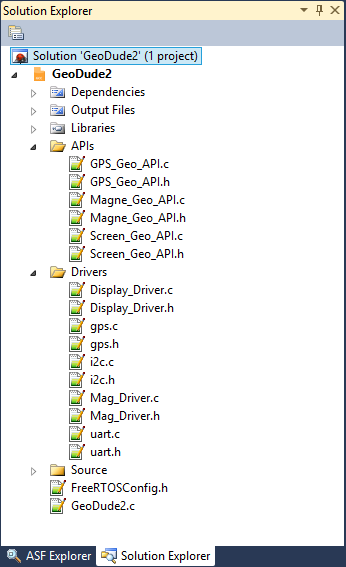 Solution Explorer
Solution 'GeoDude2' (1 project)
GeoDude2
Dependencies
Output Files
Libraries
APIs
GPS_Geo_API.c
GPS_Geo_API.h
Magne_Geo_API.c
Magne_Geo_API.h
Screen_Geo_API.c
Screen_Geo_API.h
Drivers
Display_Driver.c
Display_Driver.h
gps.c
gps.h
i2c.c
i2c.h
Mag_Driver.c
Mag_Driver.h
uart.c
uart.h
Source
FreeRTOSConfig.h
GeoDude2.c
ASF Explorer Solution Explorer